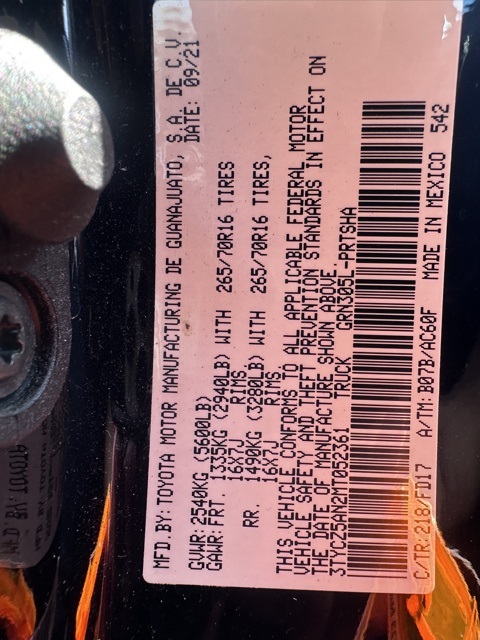 MFD.BY: TOYOTA MOTOR MANUFACTURING DE GUANAJUATO, S.A. DE C.V.
DATE: 09/21
GVWR: 2540KG (5600LB)
GAWR: FRT. 1335KG (2940LB) WITH 265/70R16 TIRES
16X7J RIMS,
RR. 1490KG (3280LB) WITH 265/70R16 TIRES,
16X7J RIMS.
THIS VEHICLE CONFORMS TO ALL APPLICABLE FEDERAL MOTOR
VEHICLE SAFETY AND THEFT PREVENTION STANDARDS IN EFFECT ON
THE DATE OF MANUFACTURE SHOWN ABOVE.
3TYCZ5AN2MT052361 TRUCK GRN305L-PRTSHA
C/TR: 218/FD17 A/TM: B07B/AC60F MADE IN MEXICO 542